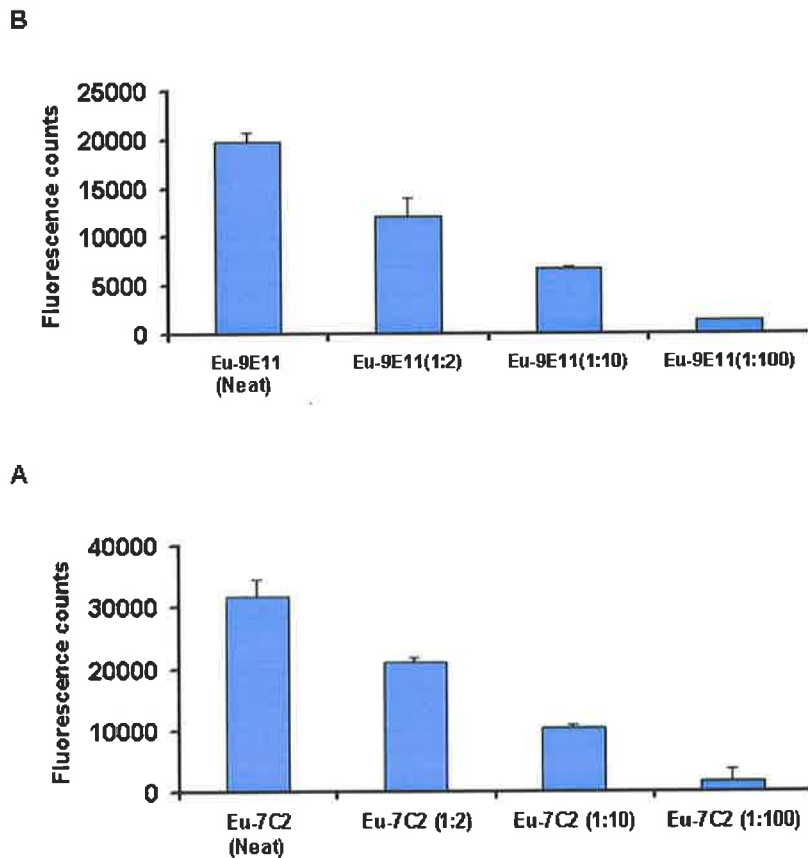 B
25000
20000
15000
10000
5000
0
Fluorescence counts
Eu-9E11 (Neat)
Eu-9E11(1:2)
Eu-9E11(1:10)
Eu-9E11(1:100)
A
40000
30000
20000
10000
0
Fluorescence counts
Eu-7C2 (Neat)
Eu-7C2 (1:2)
Eu-7C2 (1:10)
Eu-7C2 (1:100)